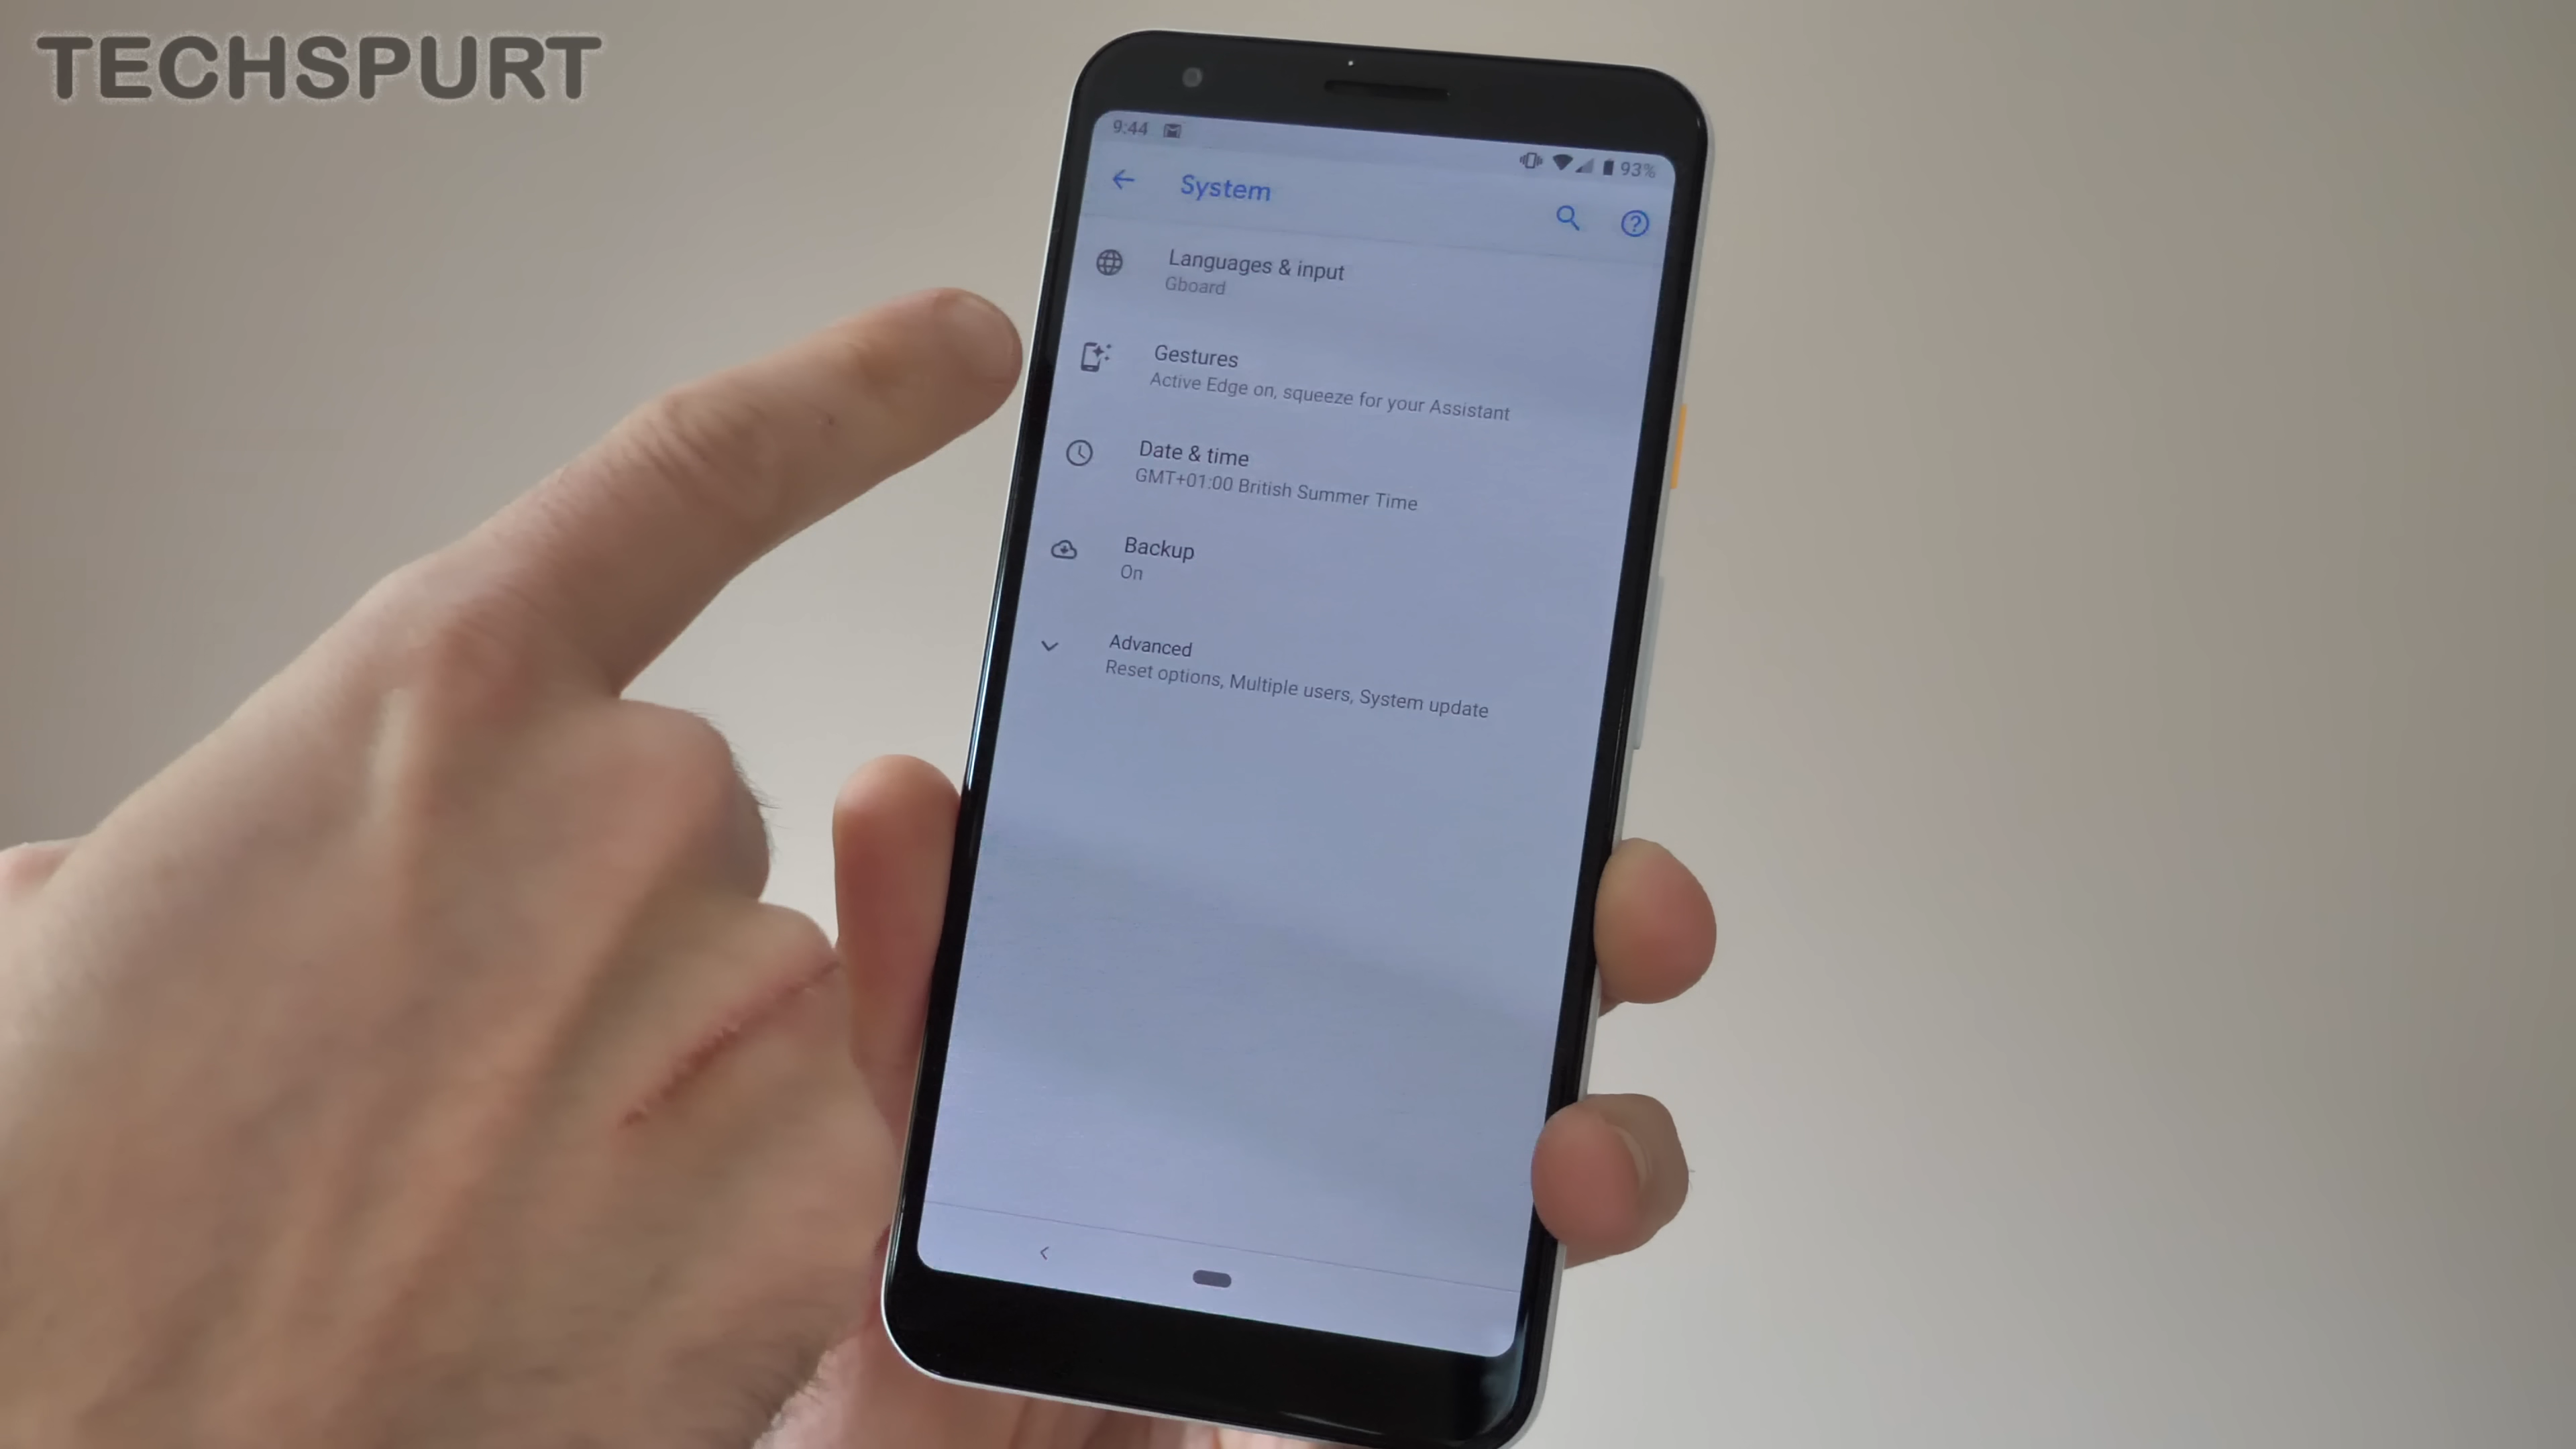 TECHSPURT
9:44
93%
System
Languages & input
Gboard
Gestures
Active Edge on, squeeze for your Assistant
Date & time
GMT+01:00 British Summer Time
Backup
On
Advanced
Reset options, Multiple users, System update